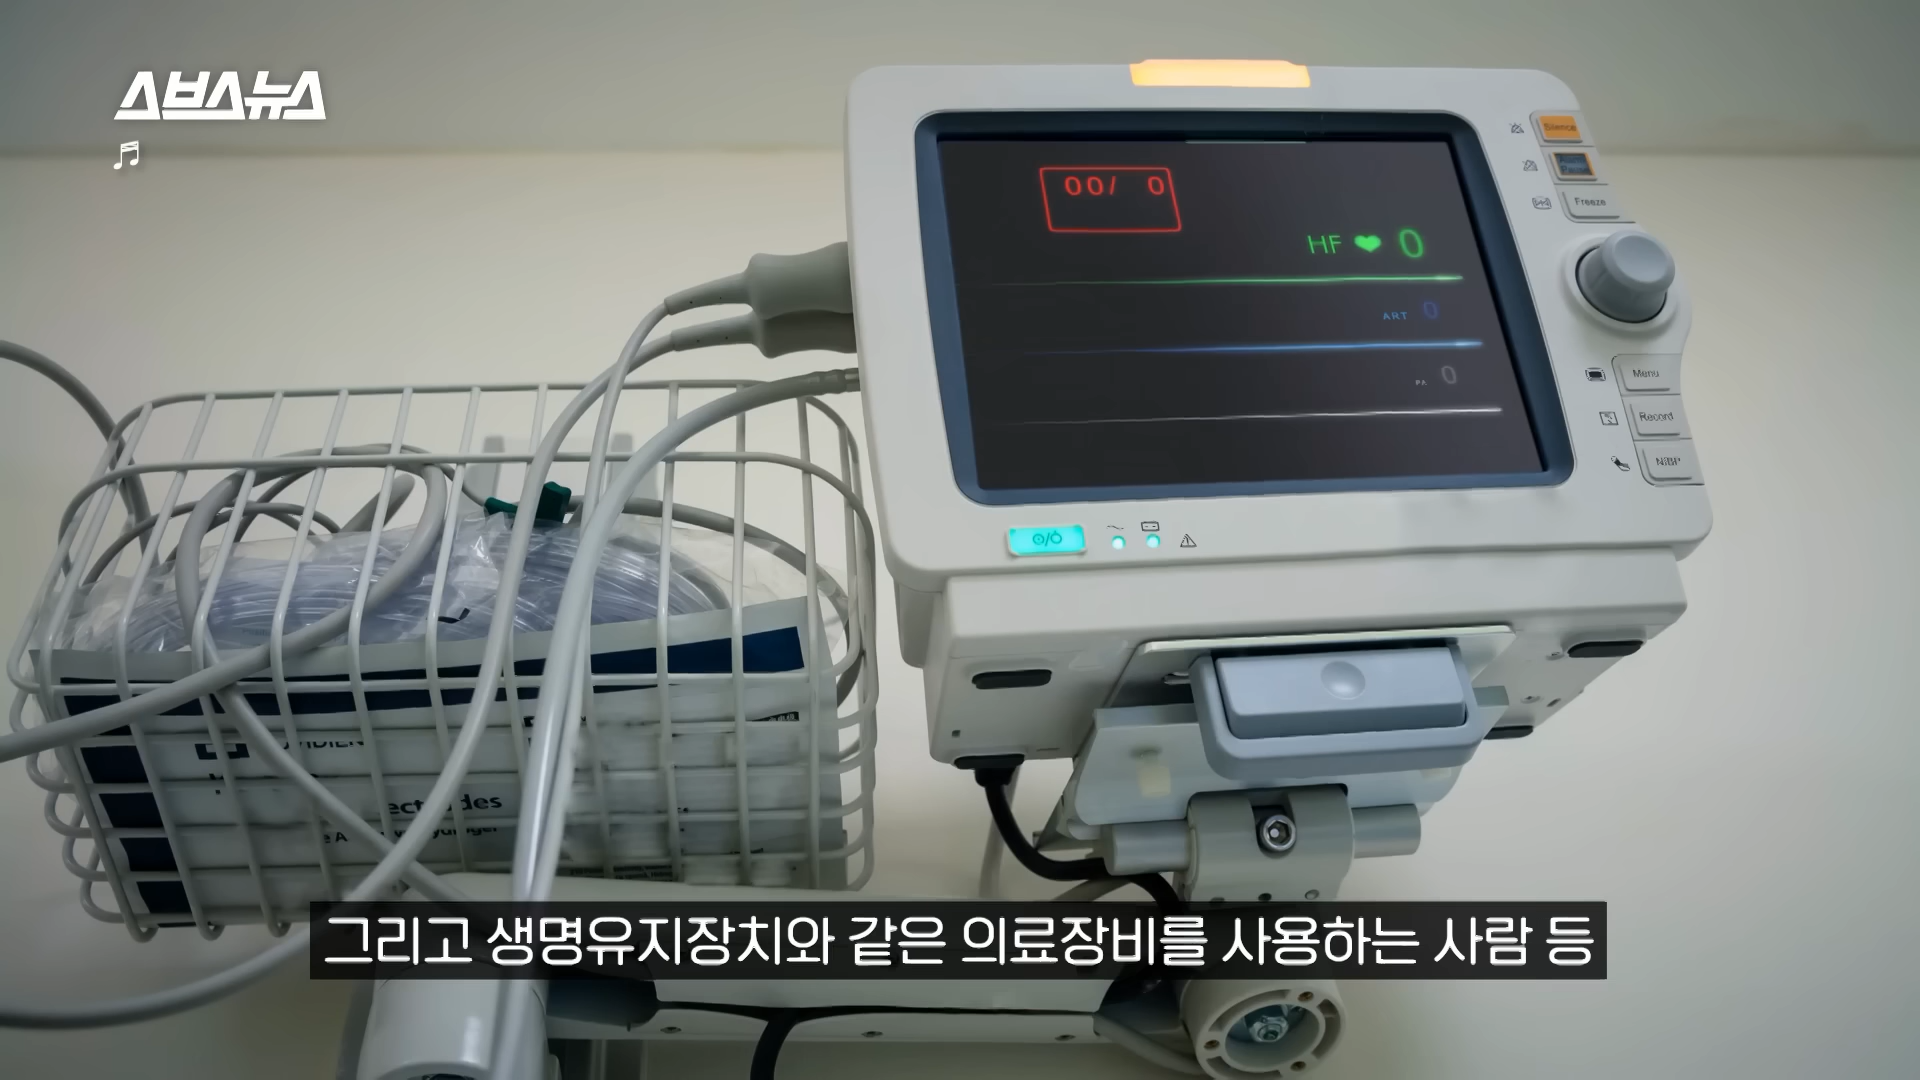 스브스뉴스
00/ 0
HF 0
ART 0
PA 0
Silence
Freeze
Menu
Record
NIBP
ectrodes
그리고 생명유지장치와 같은 의료장비를 사용하는 사람 등